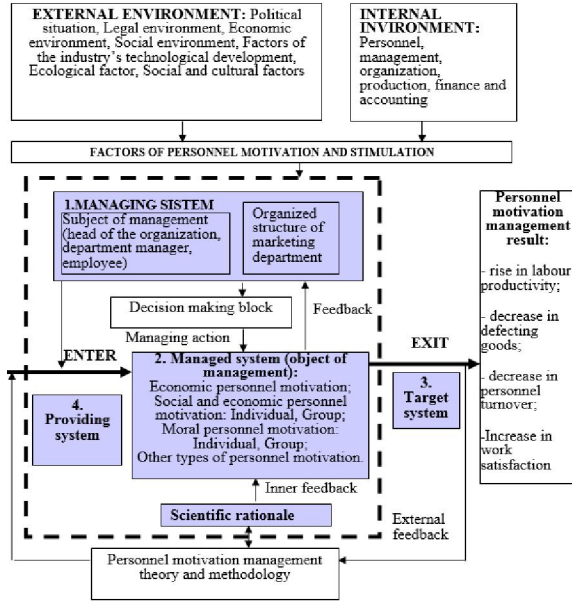 EXTERNAL ENVIRONMENT: Political
situation, Legal environment, Economic
environment, Social environment, Factors of
the industry's technological development,
Ecological factor, Social and cultural factors
INTERNAL
INVIRONMENT:
Personnel,
management,
organization,
production, finance and
accounting
FACTORS OF PERSONNEL MOTIVATION AND STIMULATION
1.MANAGING SISTEM
Subject of management
(head of the organization,
department manager,
employee)
Organized
structure of
marketing
department
Decision making block
Feedback
Managing action
ENTER
2. Managed system (object of
management):
Economic personnel motivation;
Social and economic personnel
motivation: Individual, Group;
Moral personnel motivation:
Individual, Group;
Other types of personnel motivation.
EXIT
4.
Providing
system
3.
Target
system
Inner feedback
Scientific rationale
External
feedback
Personnel motivation management
theory and methodology
Personnel
motivation
management
result:
- rise in labour
productivity;
- decrease in
defecting
goods;
- decrease in
personnel
turnover;
-Increase in
work
satisfaction